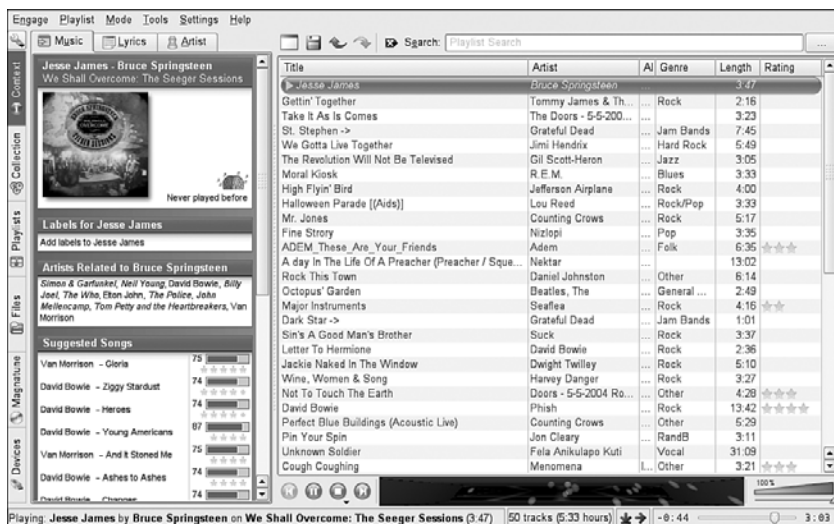 Engage Playlist Mode Tools Settings Help
Music Lyrics Artist
Search: Playlist Search ...
Context
Collection
Playlists
Files
Magnatune
Devices
Jesse James - Bruce Springsteen
We Shall Overcome: The Seeger Sessions
OVERCOME
Never played before
Labels for Jesse James
Add labels to Jesse James
Artists Related to Bruce Springsteen
Simon & Garfunkel, Neil Young, David Bowie, Billy
Joel, The Who, Elton John, The Police, John
Mellencamp, Tom Petty and the Heartbreakers, Van
Morrison
Suggested Songs
Van Morrison - Gloria 75
David Bowie - Ziggy Stardust 74
David Bowie - Heroes 74
David Bowie - Young Americans 67
Van Morrison - And It Stoned Me 75
David Bowie - Ashes to Ashes 74
David Bowie - Changes 74
Title Artist Al Genre Length Rating
Jesse James Bruce Springsteen ... 3:47
Gettin' Together Tommy James & Th... ... Rock 2:16
Take It As Is Comes The Doors - 5-5-200... ... 3:23
St. Stephen -> Grateful Dead ... Jam Bands 7:45
We Gotta Live Together Jimi Hendrix ... Hard Rock 5:49
The Revolution Will Not Be Televised Gil Scott-Heron ... Jazz 3:05
Moral Kiosk R.E.M. ... Blues 3:33
High Flyin' Bird Jefferson Airplane ... Rock 4:00
Halloween Parade [(Aids)] Lou Reed ... Rock/Pop 3:33
Mr. Jones Counting Crows ... Rock 5:17
Fine Strory Nizlopi ... Pop 3:35
ADEM_These_Are_Your_Friends Adem ... Folk 6:35
A day In The Life Of A Preacher (Preacher / Sque... Nektar ... 13:02
Rock This Town Daniel Johnston ... Other 6:14
Octopus' Garden Beatles, The ... General ... 2:49
Major Instruments Seaflea ... Rock 4:16
Dark Star -> Grateful Dead ... Jam Bands 1:01
Sin's A Good Man's Brother Suck ... Rock 3:37
Letter To Hermione David Bowie ... Rock 2:36
Jackie Naked In The Window Dwight Twilley ... Rock 5:10
Wine, Women & Song Harvey Danger ... Rock 3:27
Not To Touch The Earth Doors - 5-5-2004 Ro... ... Other 4:28
David Bowie Phish ... Rock 13:42
Perfect Blue Buildings (Acoustic Live) Counting Crows ... Other 5:29
Pin Your Spin Jon Cleary ... RandB 3:11
Unknown Soldier Fela Anikulapo Kuti ... Vocal 31:09
Cough Coughing Menomena I... Other 3:21
100%
Playing: Jesse James by Bruce Springsteen on We Shall Overcome: The Seeger Sessions (3:47) 50 tracks (5:33 hours) -0:44 3:03